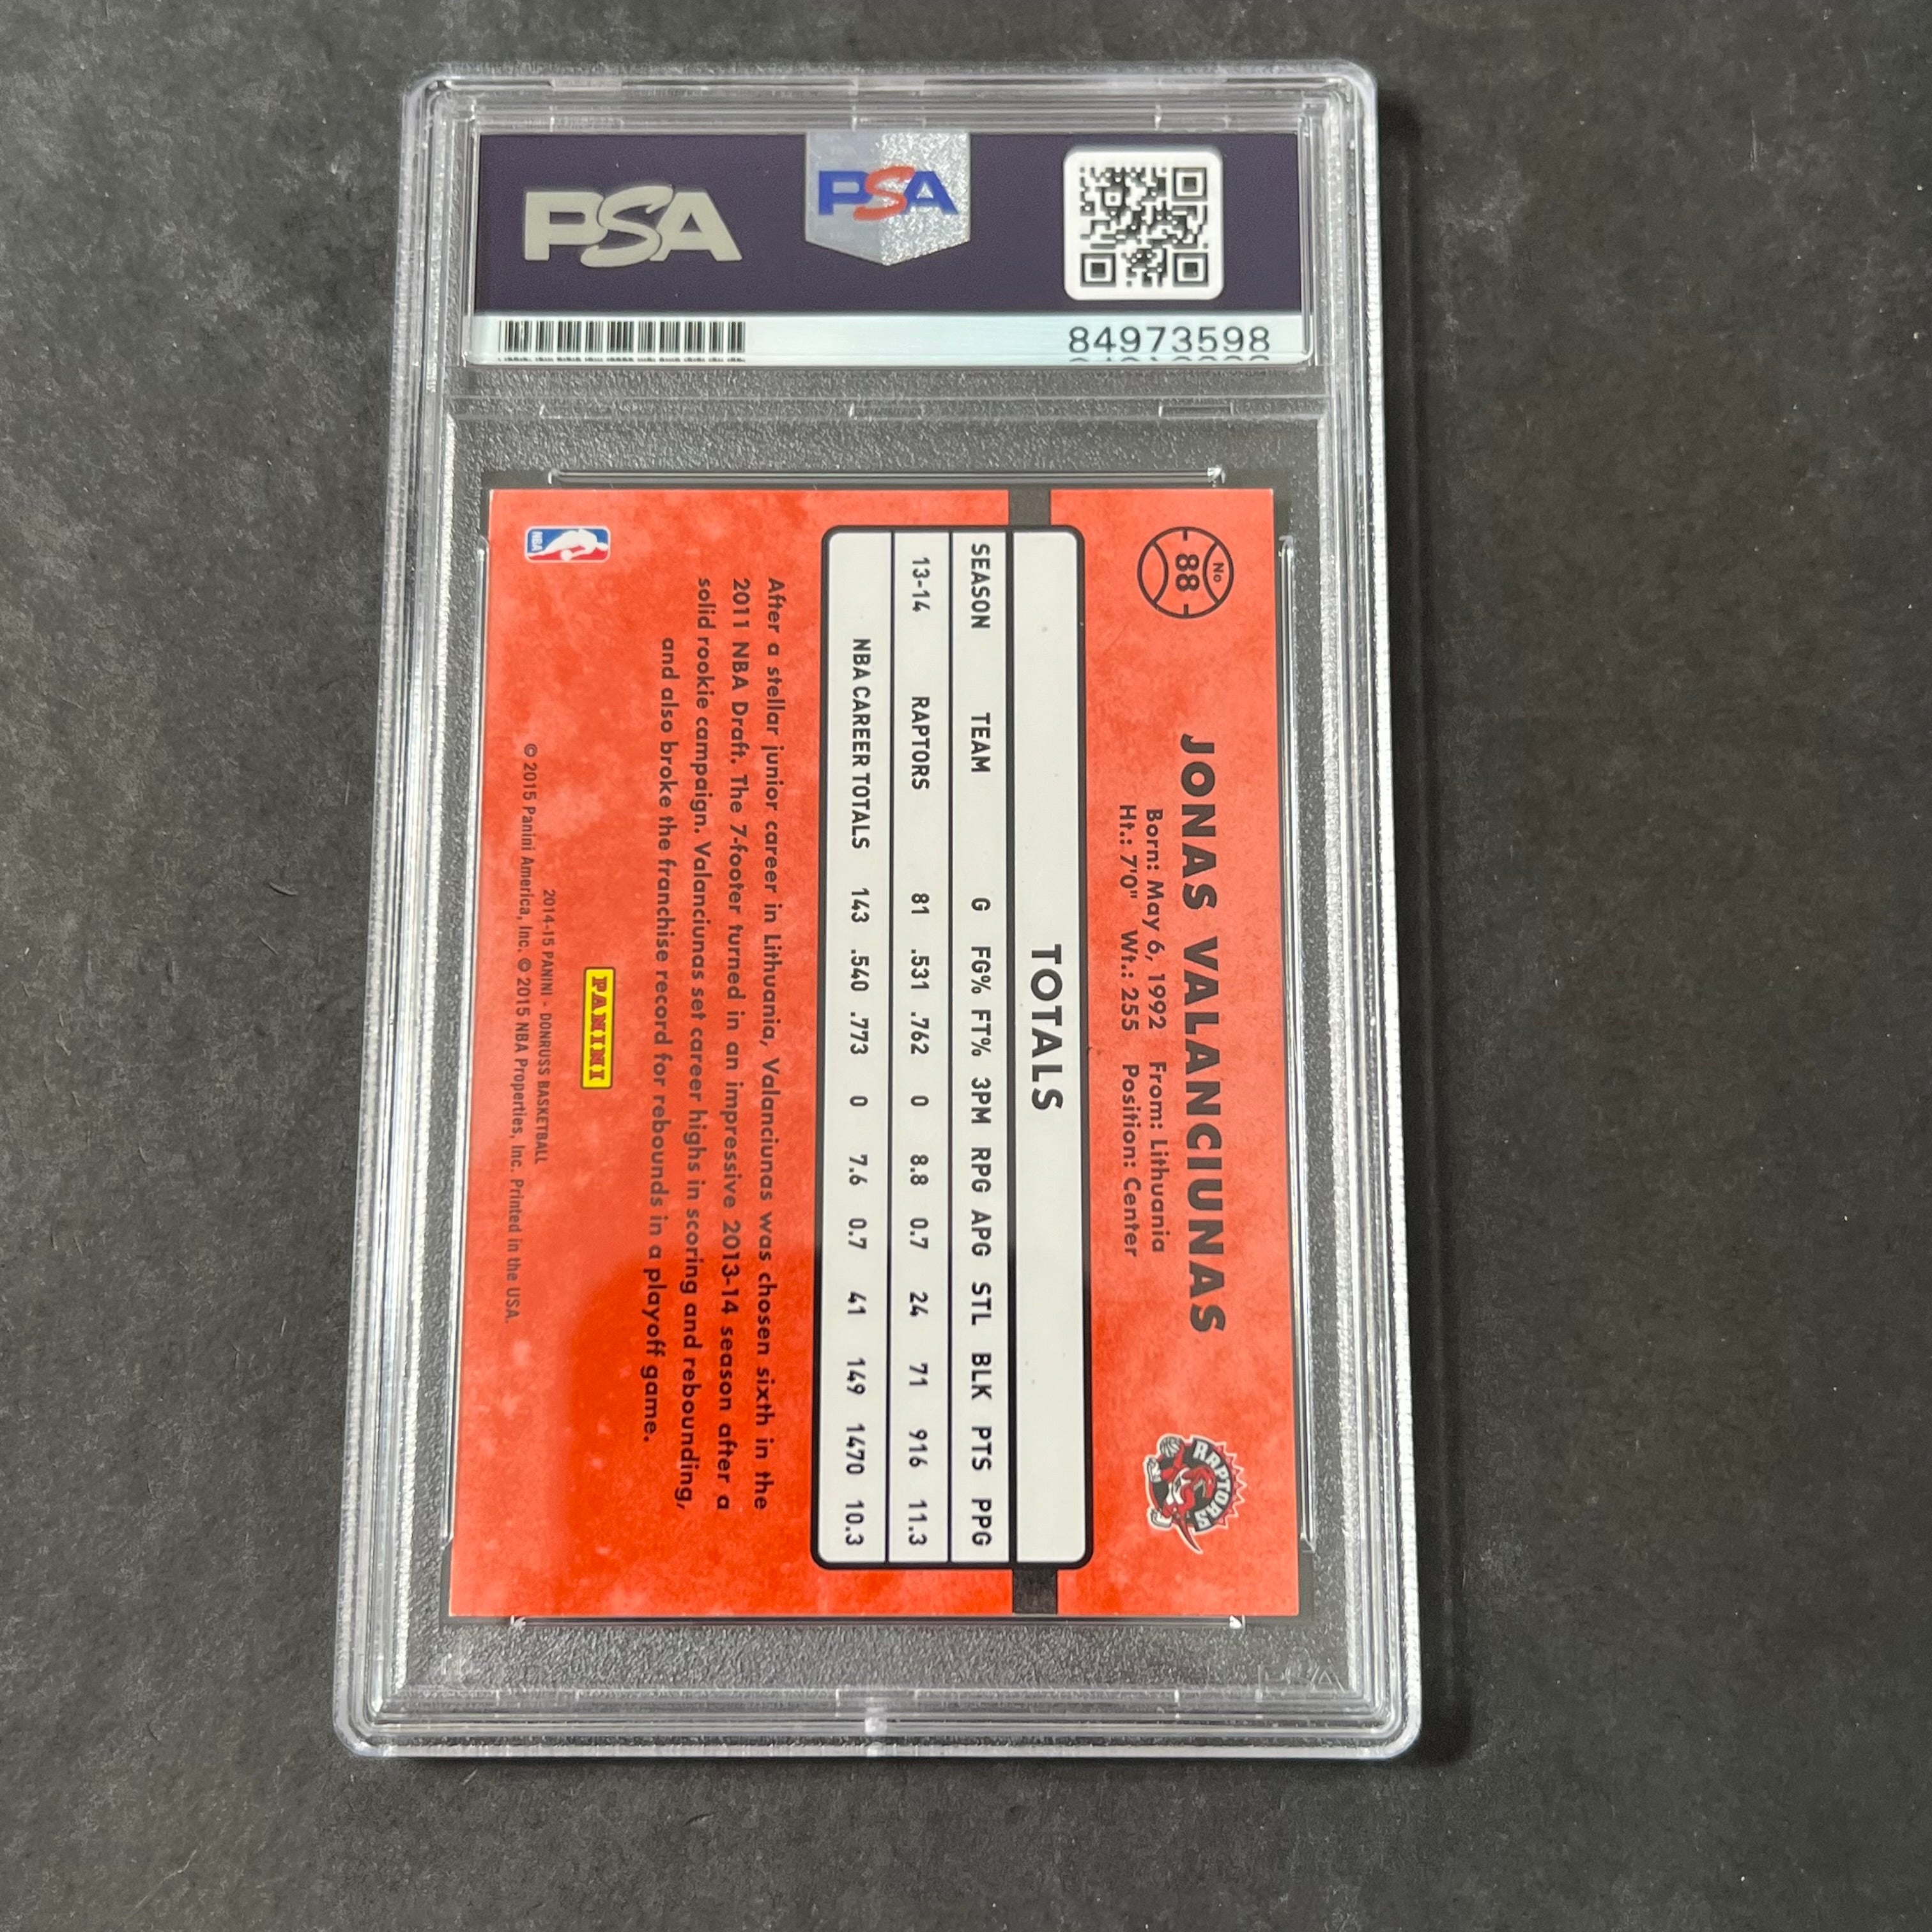 PSA
PSA
84973598
No
88
JONAS VALANCIUNAS
Born: May 6, 1992 From: Lithuania
Ht.: 7'0" Wt.: 255 Position: Center
RAPTORS
TOTALS
SEASON TEAM G FG% FT% 3PM RPG APG STL BLK PTS PPG
13-14 RAPTORS 81 .531 .762 0 8.8 0.7 24 71 916 11.3
NBA CAREER TOTALS 143 .540 .773 0 7.6 0.7 41 149 1470 10.3
After a stellar junior career in Lithuania, Valanciunas was chosen sixth in the
2011 NBA Draft. The 7-footer turned in an impressive 2013-14 season after a
solid rookie campaign. Valanciunas set career highs in scoring and rebounding,
and also broke the franchise record for rebounds in a playoff game.
PANINI
NBA
2014-15 PANINI - DONRUSS BASKETBALL
© 2015 Panini America, Inc. © 2015 NBA Properties, Inc. Printed in the USA.